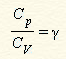 C_p / C_V = γ